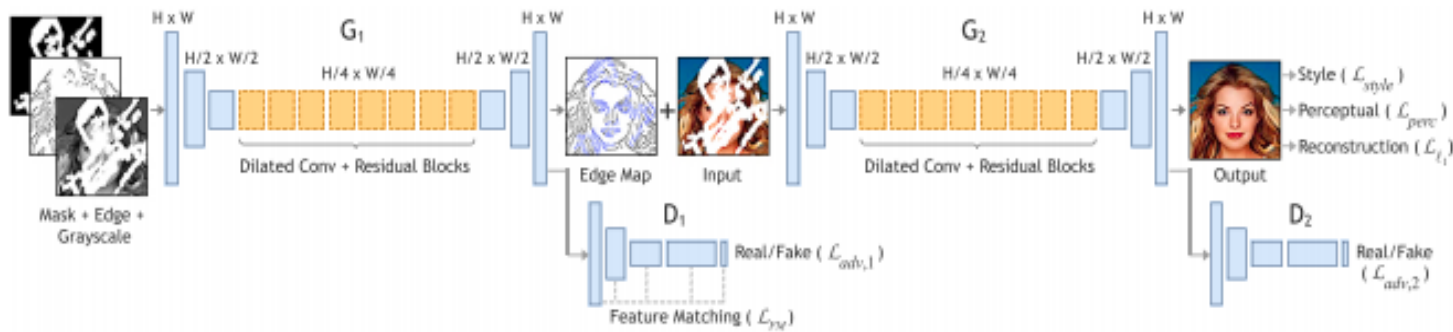 H x W
H/2 x W/2
G₁
H/4 x W/4
H/2 x W/2
H x W
Dilated Conv + Residual Blocks
Mask + Edge +
Grayscale
Edge Map
+
Input
H x W
H/2 x W/2
G₂
H/4 x W/4
H/2 x W/2
H x W
Dilated Conv + Residual Blocks
Output
Style ( ℒstyle)
Perceptual ( ℒperc)
Reconstruction (ℒℓ₁)
D₁
Real/Fake ( ℒadv,1)
Feature Matching ( ℒFM)
D₂
Real/Fake
(ℒadv,2)